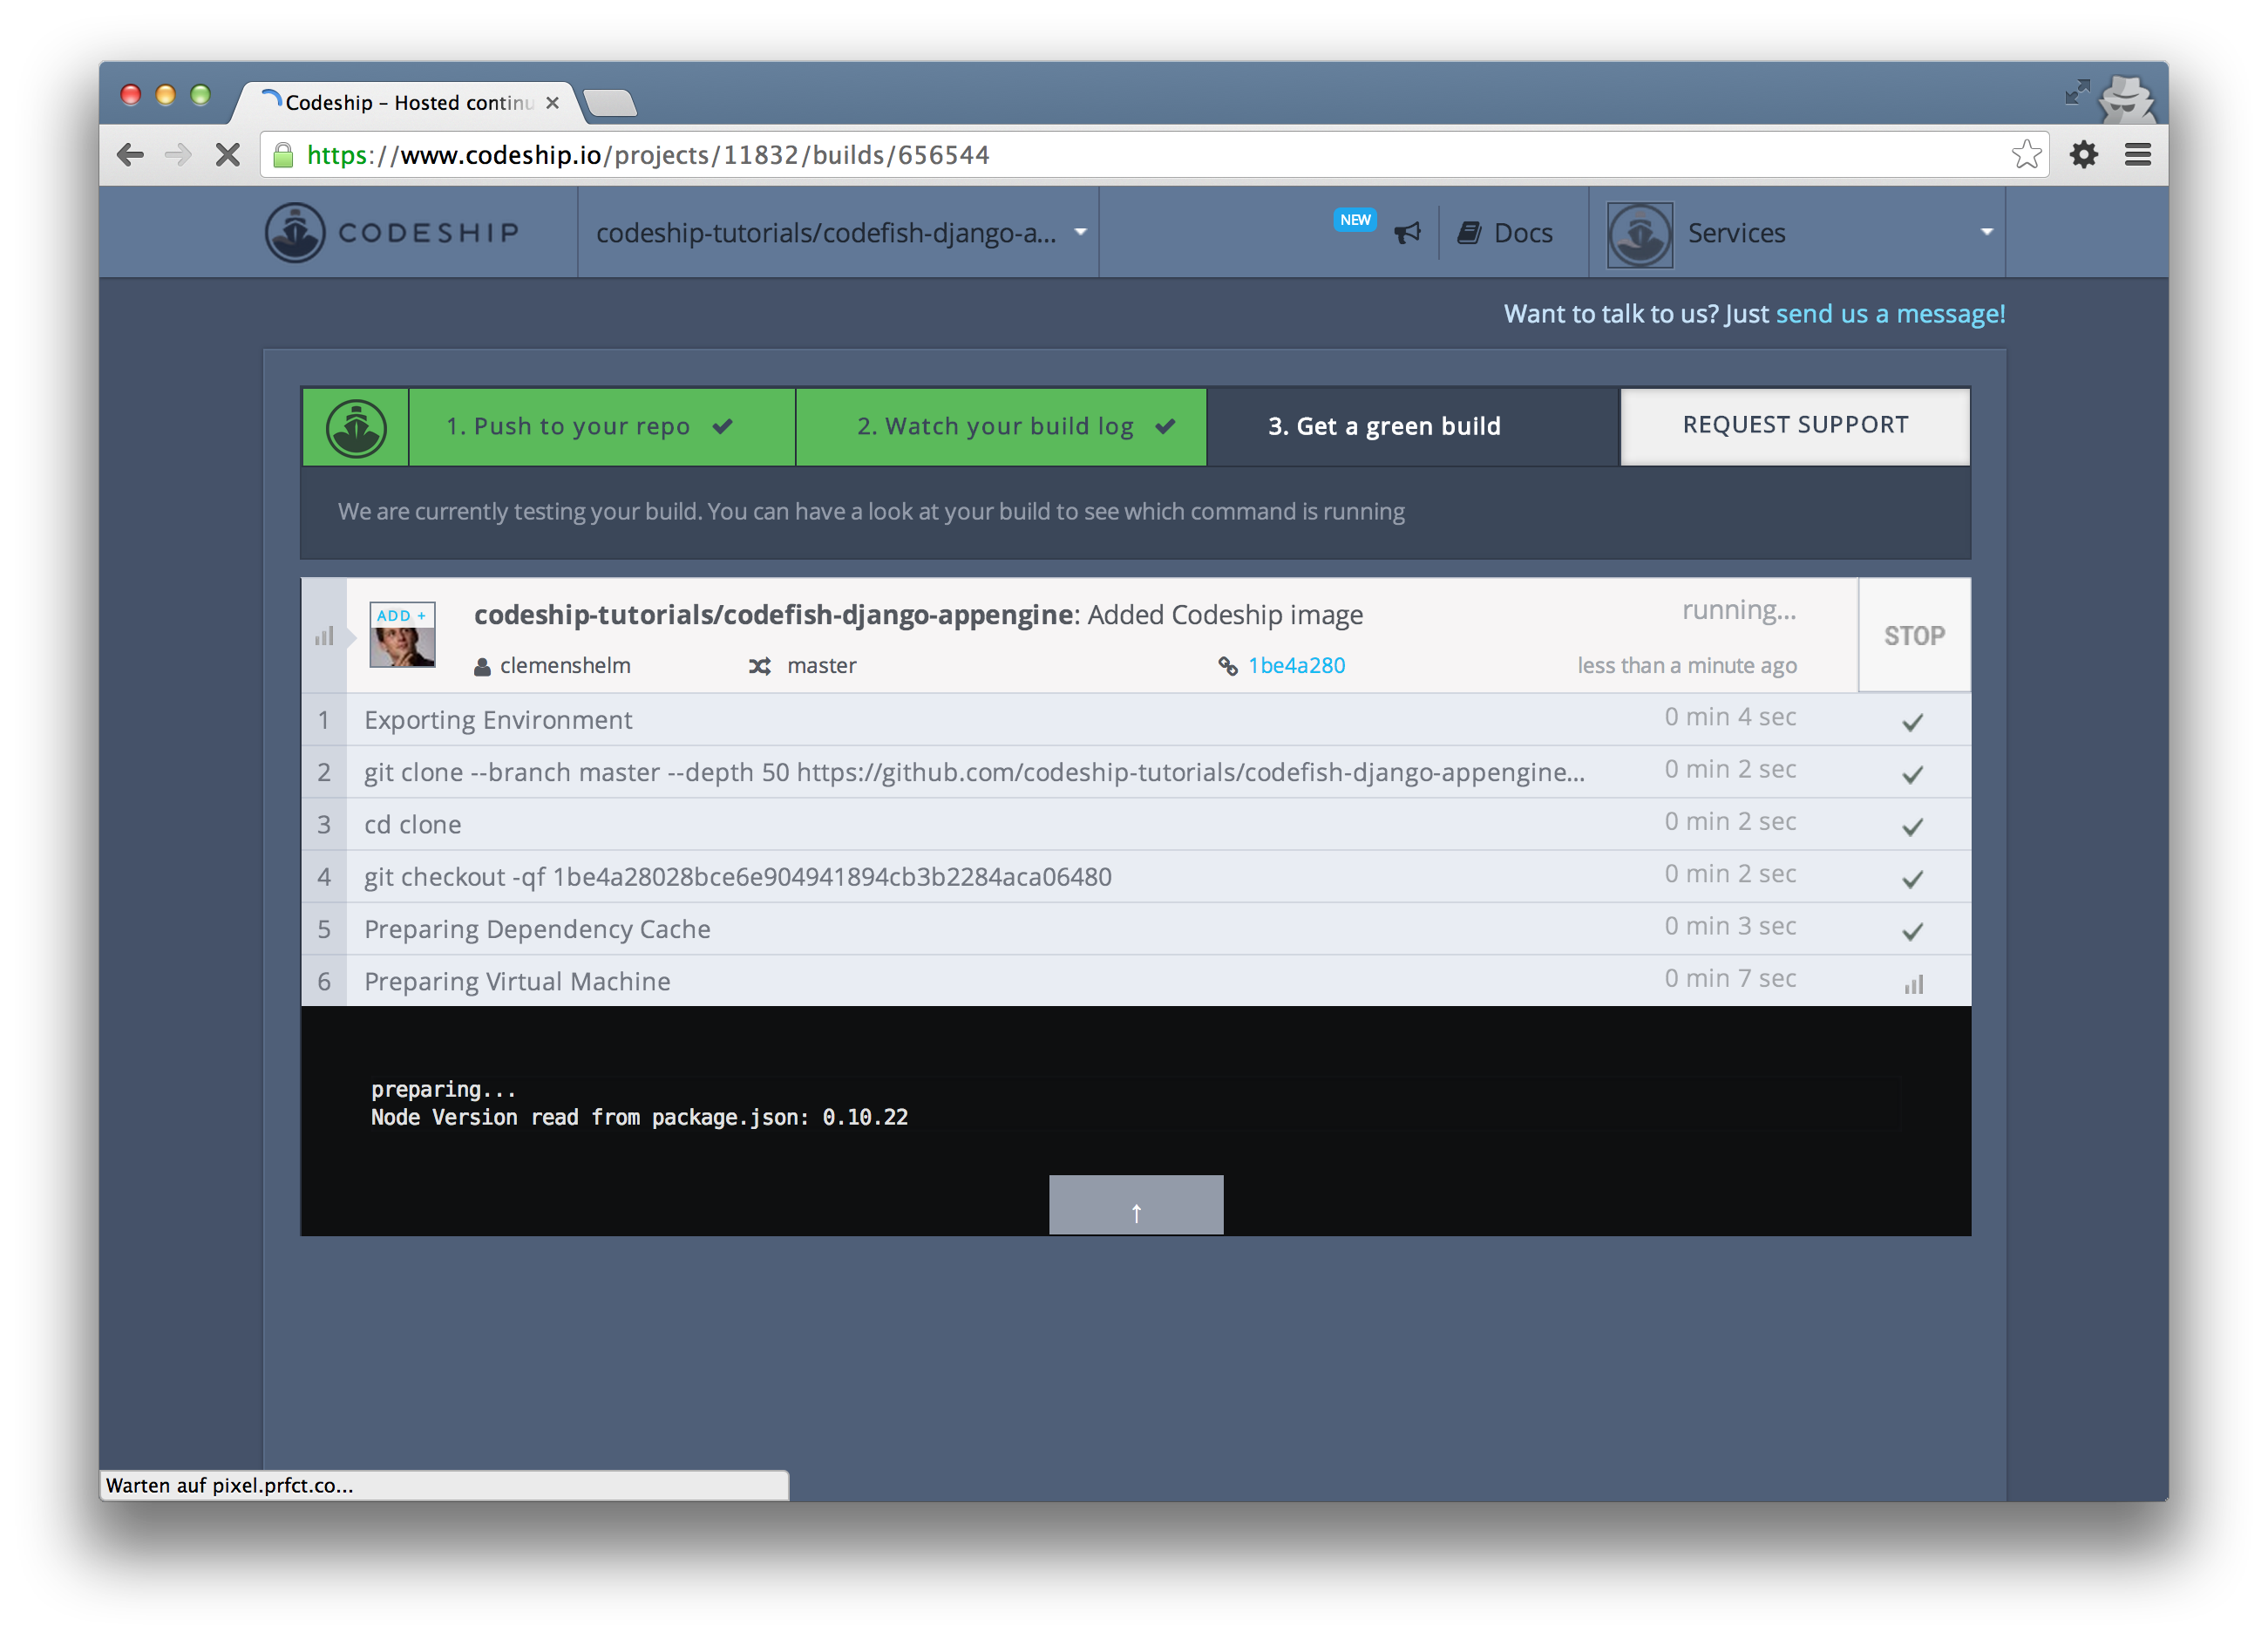 Codeship – Hosted continu
https://www.codeship.io/projects/11832/builds/656544
CODESHIP
codeship-tutorials/codefish-django-a...
NEW
Docs
Services
Want to talk to us? Just send us a message!
1. Push to your repo
2. Watch your build log
3. Get a green build
REQUEST SUPPORT
We are currently testing your build. You can have a look at your build to see which command is running
ADD +
codeship-tutorials/codefish-django-appengine: Added Codeship image
running...
STOP
clemenshelm
master
1be4a280
less than a minute ago
1 Exporting Environment 0 min 4 sec
2 git clone --branch master --depth 50 https://github.com/codeship-tutorials/codefish-django-appengine... 0 min 2 sec
3 cd clone 0 min 2 sec
4 git checkout -qf 1be4a28028bce6e904941894cb3b2284aca06480 0 min 2 sec
5 Preparing Dependency Cache 0 min 3 sec
6 Preparing Virtual Machine 0 min 7 sec
preparing...
Node Version read from package.json: 0.10.22
↑
Warten auf pixel.prfct.co...